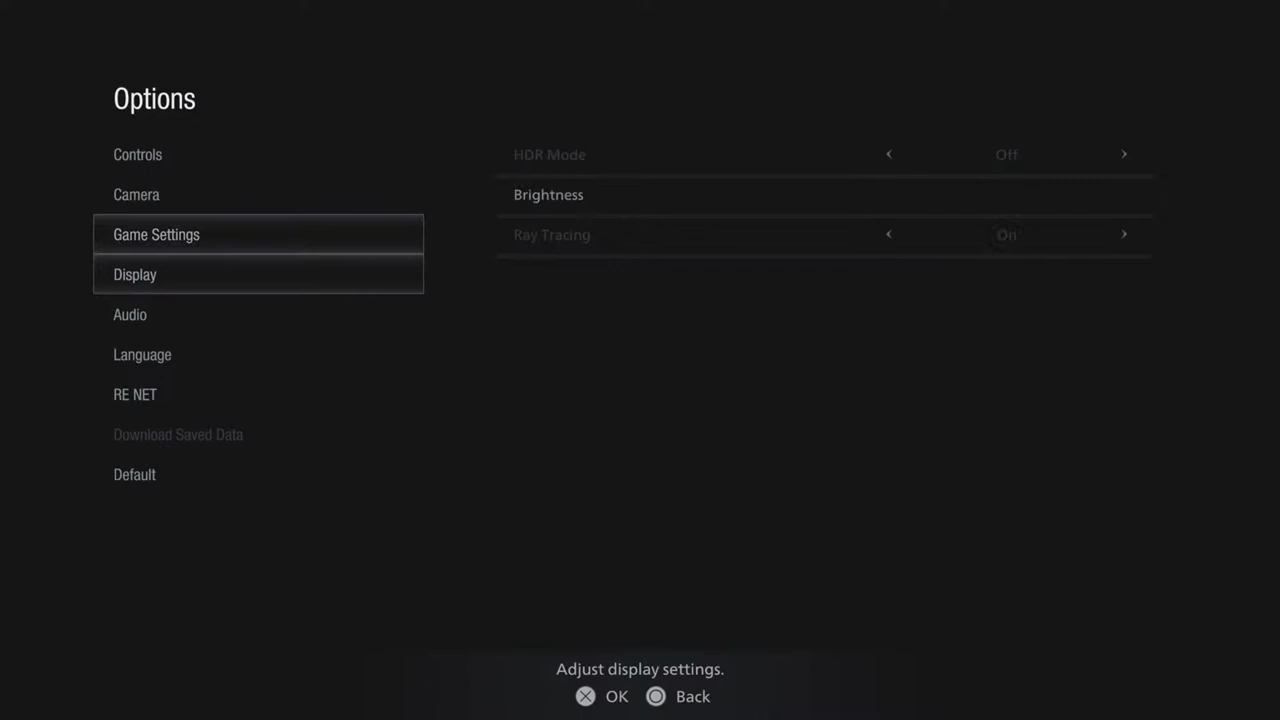 Options
Controls
Camera
Game Settings
Display
Audio
Language
RE NET
Download Saved Data
Default
HDR Mode Off
Brightness
Ray Tracing On
Adjust display settings.
OK Back